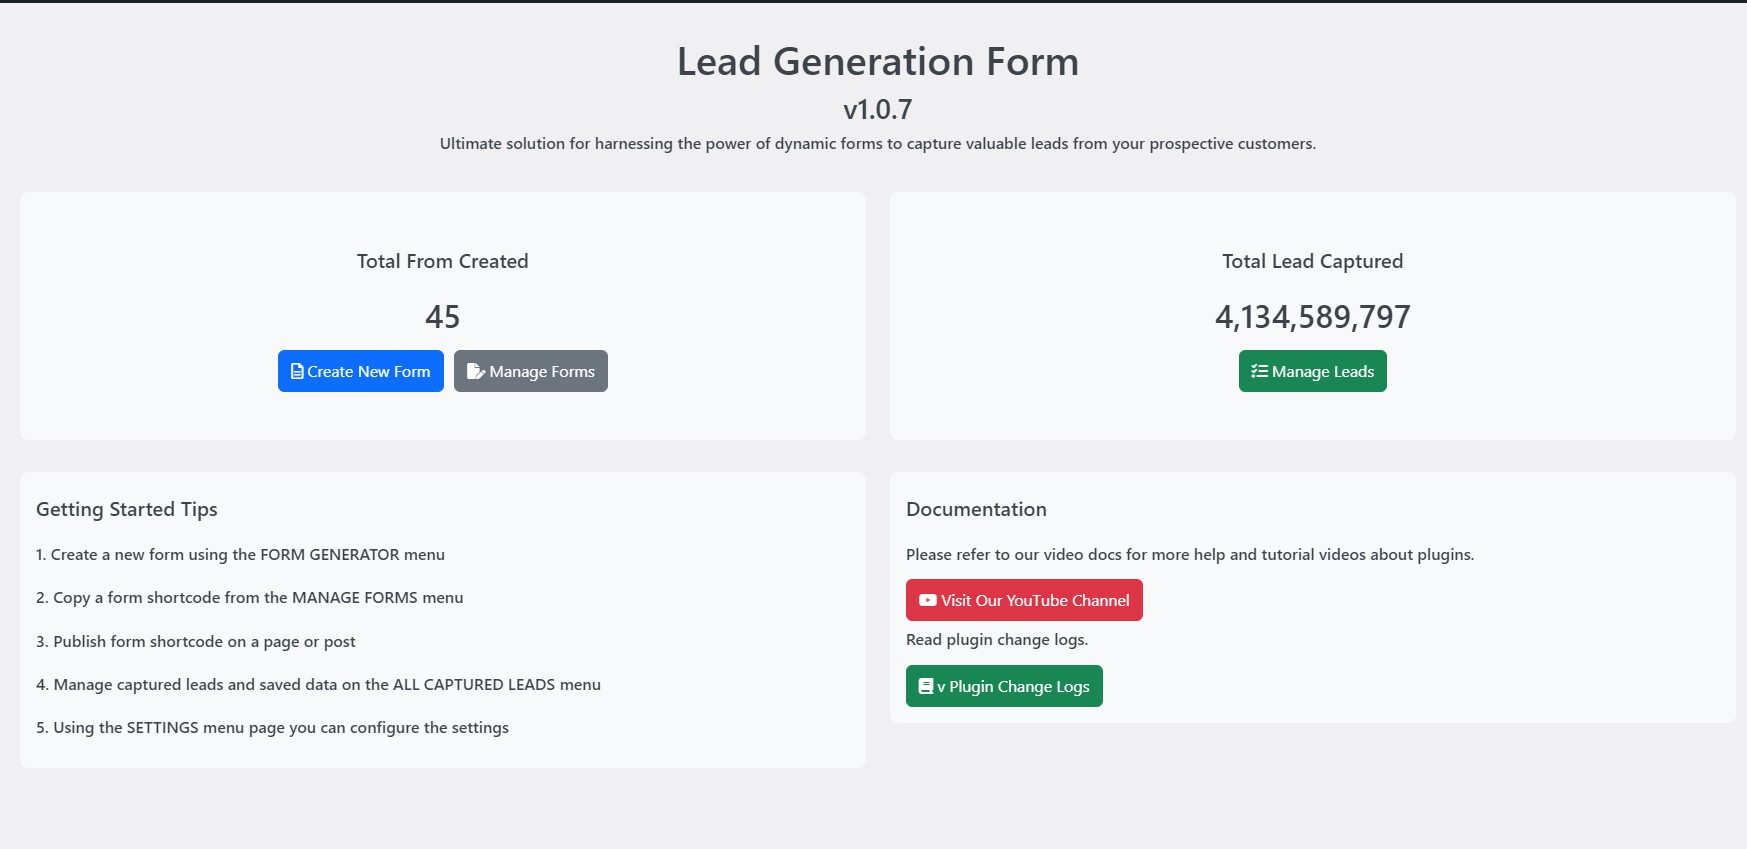 Lead Generation Form
v1.0.7
Ultimate solution for harnessing the power of dynamic forms to capture valuable leads from your prospective customers.
Total From Created
45
Create New Form
Manage Forms
Total Lead Captured
4,134,589,797
Manage Leads
Getting Started Tips
1. Create a new form using the FORM GENERATOR menu
2. Copy a form shortcode from the MANAGE FORMS menu
3. Publish form shortcode on a page or post
4. Manage captured leads and saved data on the ALL CAPTURED LEADS menu
5. Using the SETTINGS menu page you can configure the settings
Documentation
Please refer to our video docs for more help and tutorial videos about plugins.
Visit Our YouTube Channel
Read plugin change logs.
v Plugin Change Logs